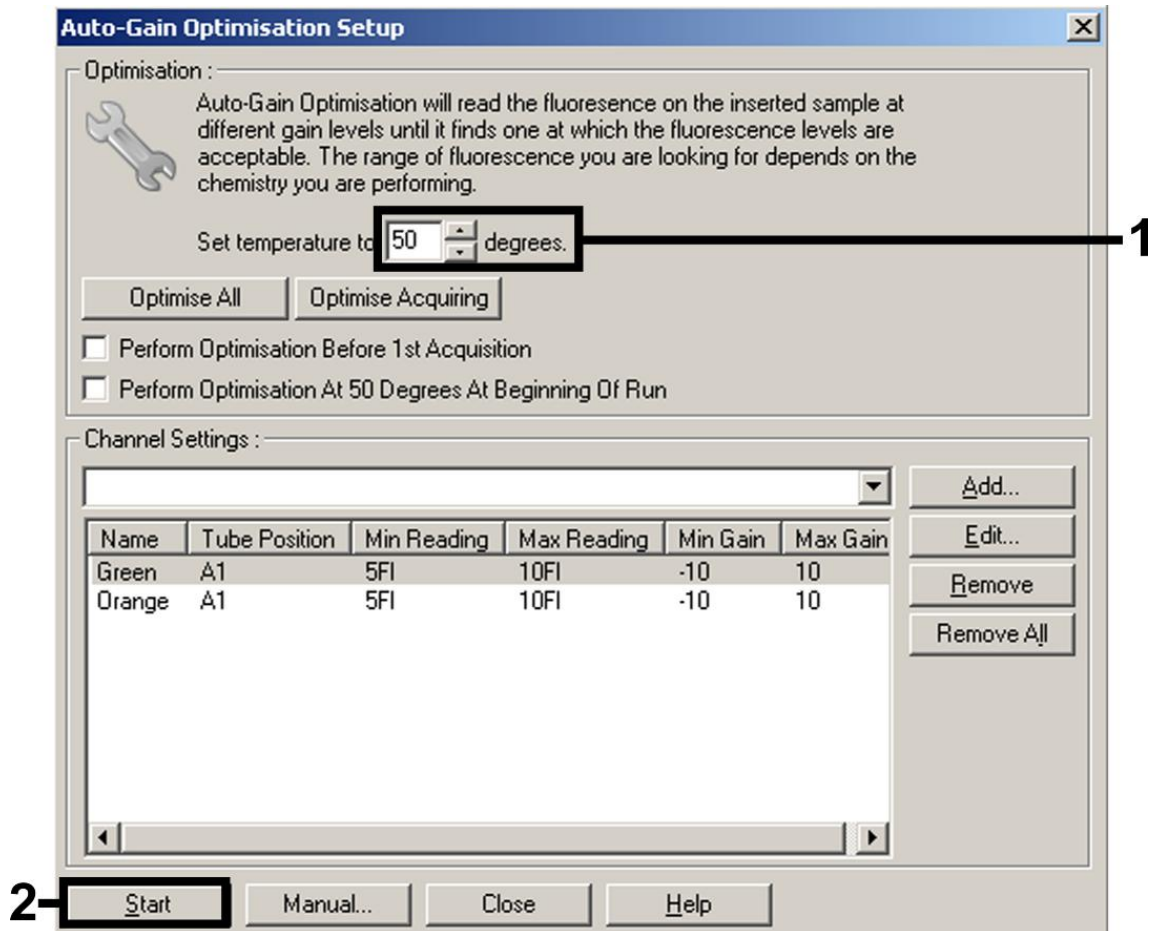 Auto-Gain Optimisation Setup
Optimisation :
Auto-Gain Optimisation will read the fluoresence on the inserted sample at
different gain levels until it finds one at which the fluorescence levels are
acceptable. The range of fluorescence you are looking for depends on the
chemistry you are performing.
Set temperature to 50 degrees.
1
Optimise All Optimise Acquiring
Perform Optimisation Before 1st Acquisition
Perform Optimisation At 50 Degrees At Beginning Of Run
Channel Settings :
Add...
Name Tube Position Min Reading Max Reading Min Gain Max Gain
Edit...
Green A1 5Fl 10Fl -10 10
Remove
Orange A1 5Fl 10Fl -10 10
Remove All
2
Start Manual... Close Help